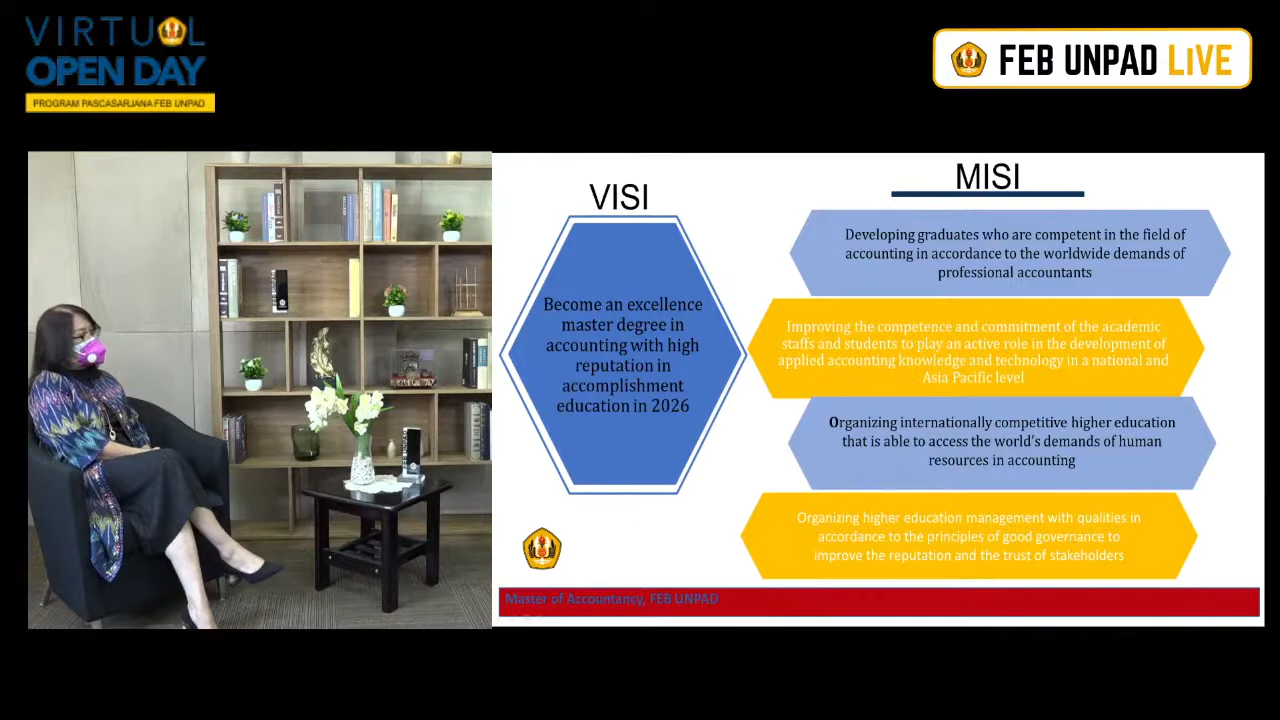 VIRTUAL
OPEN DAY
PROGRAM PASCASARJANA FEB UNPAD
FEB UNPAD LIVE
VISI
Become an excellence
master degree in
accounting with high
reputation in
accomplishment
education in 2026
MISI
Developing graduates who are competent in the field of
accounting in accordance to the worldwide demands of
professional accountants
Improving the competence and commitment of the academic
staffs and students to play an active role in the development of
applied accounting knowledge and technology in a national and
Asia Pacific level
Organizing internationally competitive higher education
that is able to access the world's demands of human
resources in accounting
Organizing higher education management with qualities in
accordance to the principles of good governance to
improve the reputation and the trust of stakeholders
Master of Accountancy, FEB UNPAD